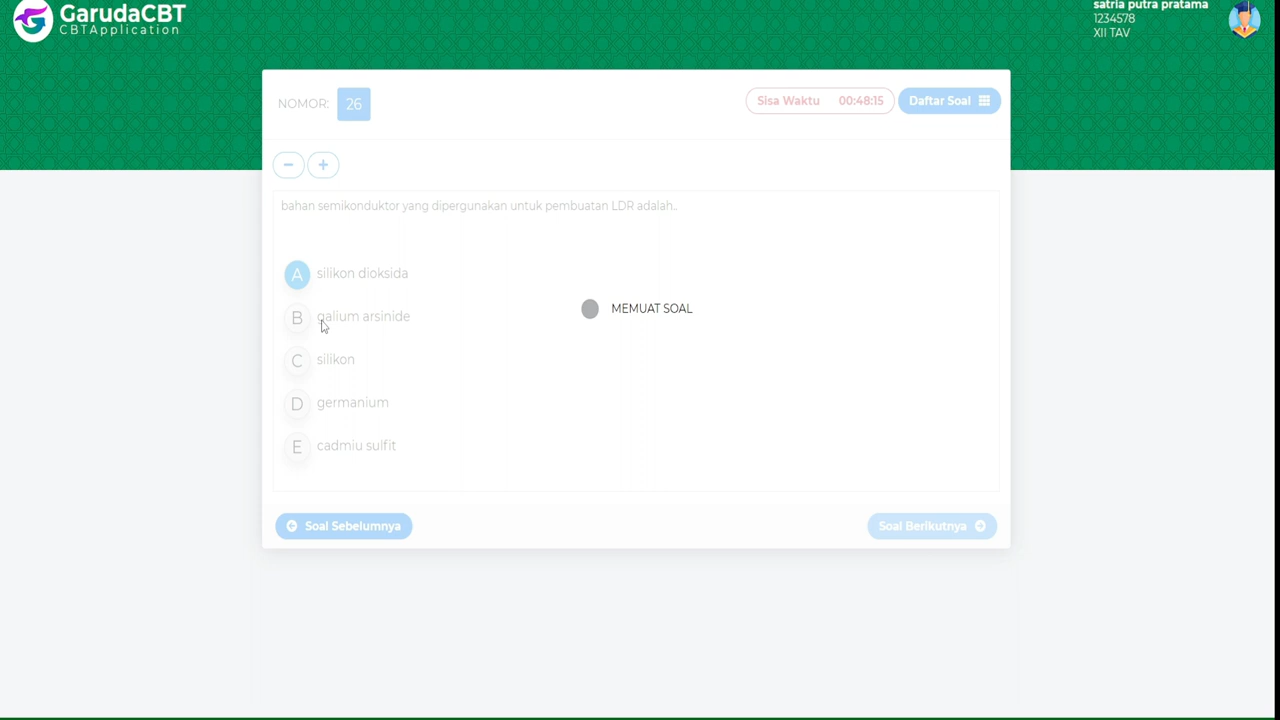 GarudaCBT
CBTApplication
satria putra pratama
1234578
XII TAV
NOMOR: 26
Sisa Waktu 00:48:15
Daftar Soal
bahan semikonduktor yang dipergunakan untuk pembuatan LDR adalah..
A silikon dioksida
MEMUAT SOAL
B galium arsinide
C silikon
D germanium
E cadmiu sulfit
Soal Sebelumnya
Soal Berikutnya